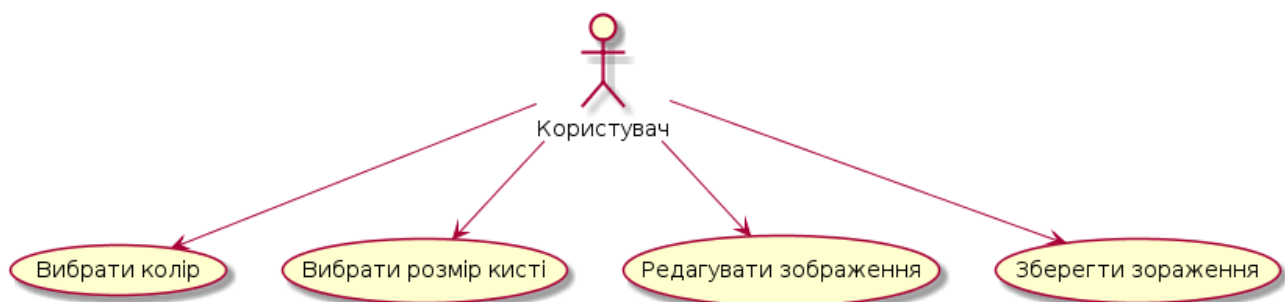 Користувач
Вибрати колір
Вибрати розмір кисті
Редагувати зображення
Зберегти зораження